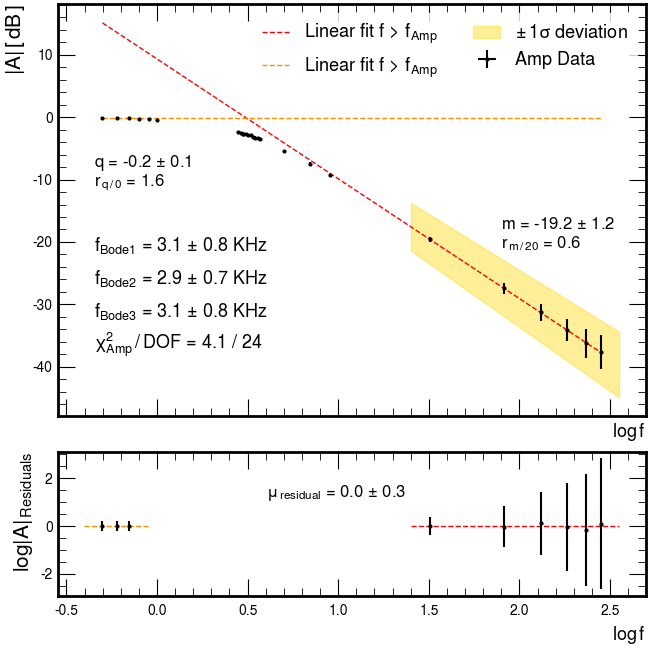 |A| [dB]
Linear fit f > f_Amp
Linear fit f > f_Amp
± 1σ deviation
Amp Data
10
0
-10
-20
-30
-40
q = -0.2 ± 0.1
r_q/0 = 1.6
m = -19.2 ± 1.2
r_m/20 = 0.6
f_Bode1 = 3.1 ± 0.8 KHz
f_Bode2 = 2.9 ± 0.7 KHz
f_Bode3 = 3.1 ± 0.8 KHz
χ²_Amp/DOF = 4.1 / 24
log f
log|A|_Residuals
μ_residual = 0.0 ± 0.3
2
0
-2
-0.5 0.0 0.5 1.0 1.5 2.0 2.5
log f